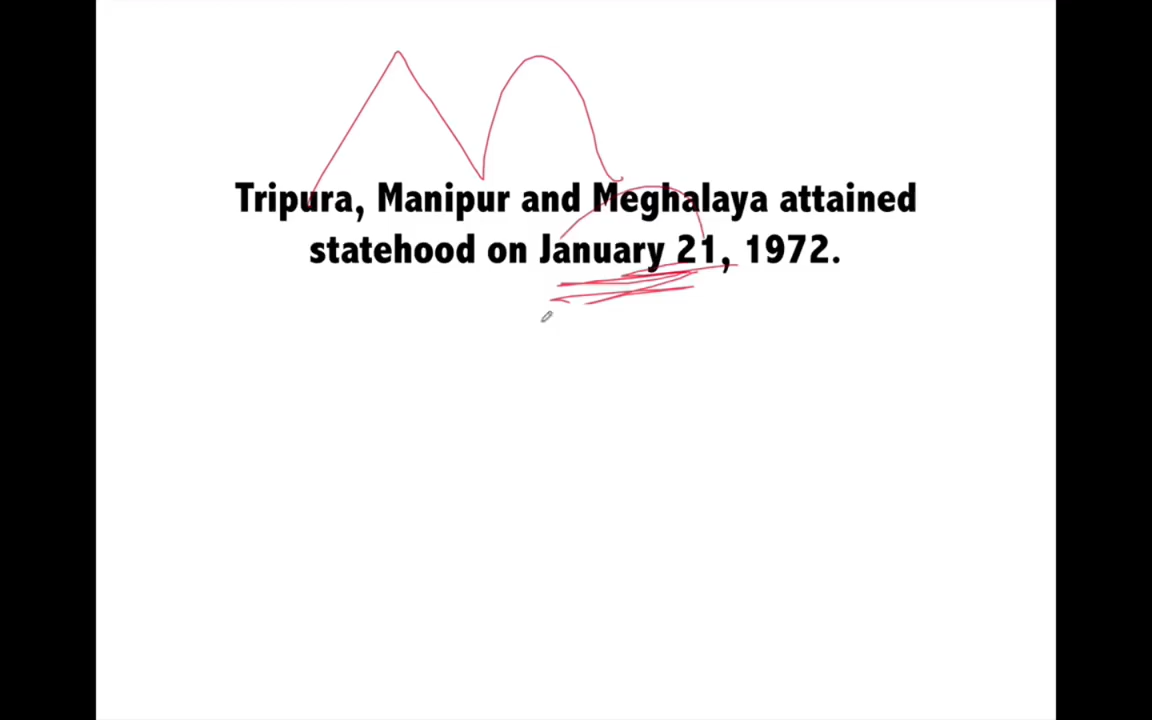 Tripura, Manipur and Meghalaya attained
statehood on January 21, 1972.